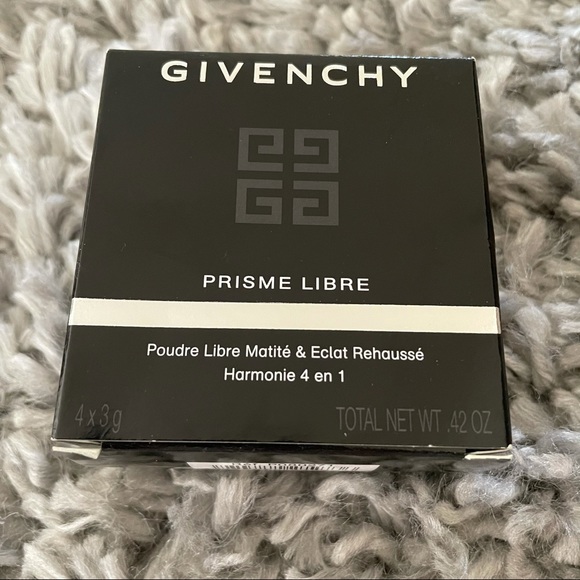 GIVENCHY
PRISME LIBRE
Poudre Libre Matité & Eclat Rehaussé
Harmonie 4 en 1
4 x 3 g
TOTAL NET WT .42 OZ